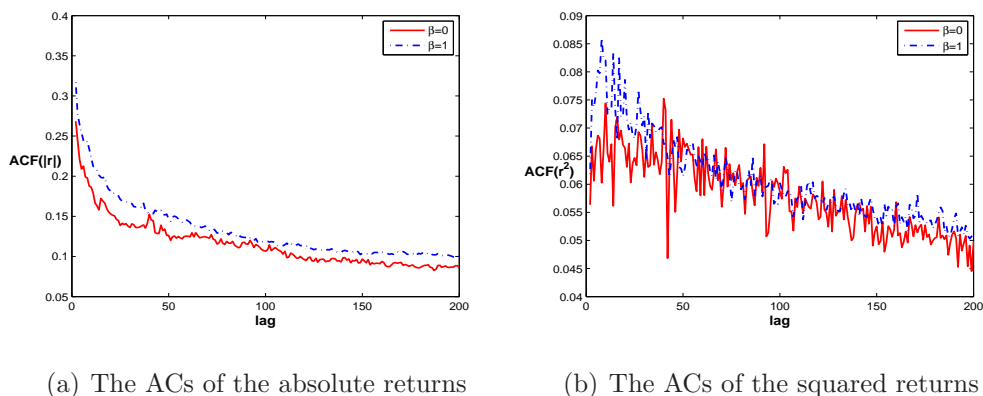 0.4
0.35
0.3
0.25
0.2
0.15
0.1
0.05
ACF(|r|)
0
50
100
150
200
lag
β=0
β=1
(a) The ACs of the absolute returns
0.09
0.085
0.08
0.075
0.07
0.065
0.06
0.055
0.05
0.045
0.04
ACF(r²)
0
50
100
150
200
lag
β=0
β=1
(b) The ACs of the squared returns